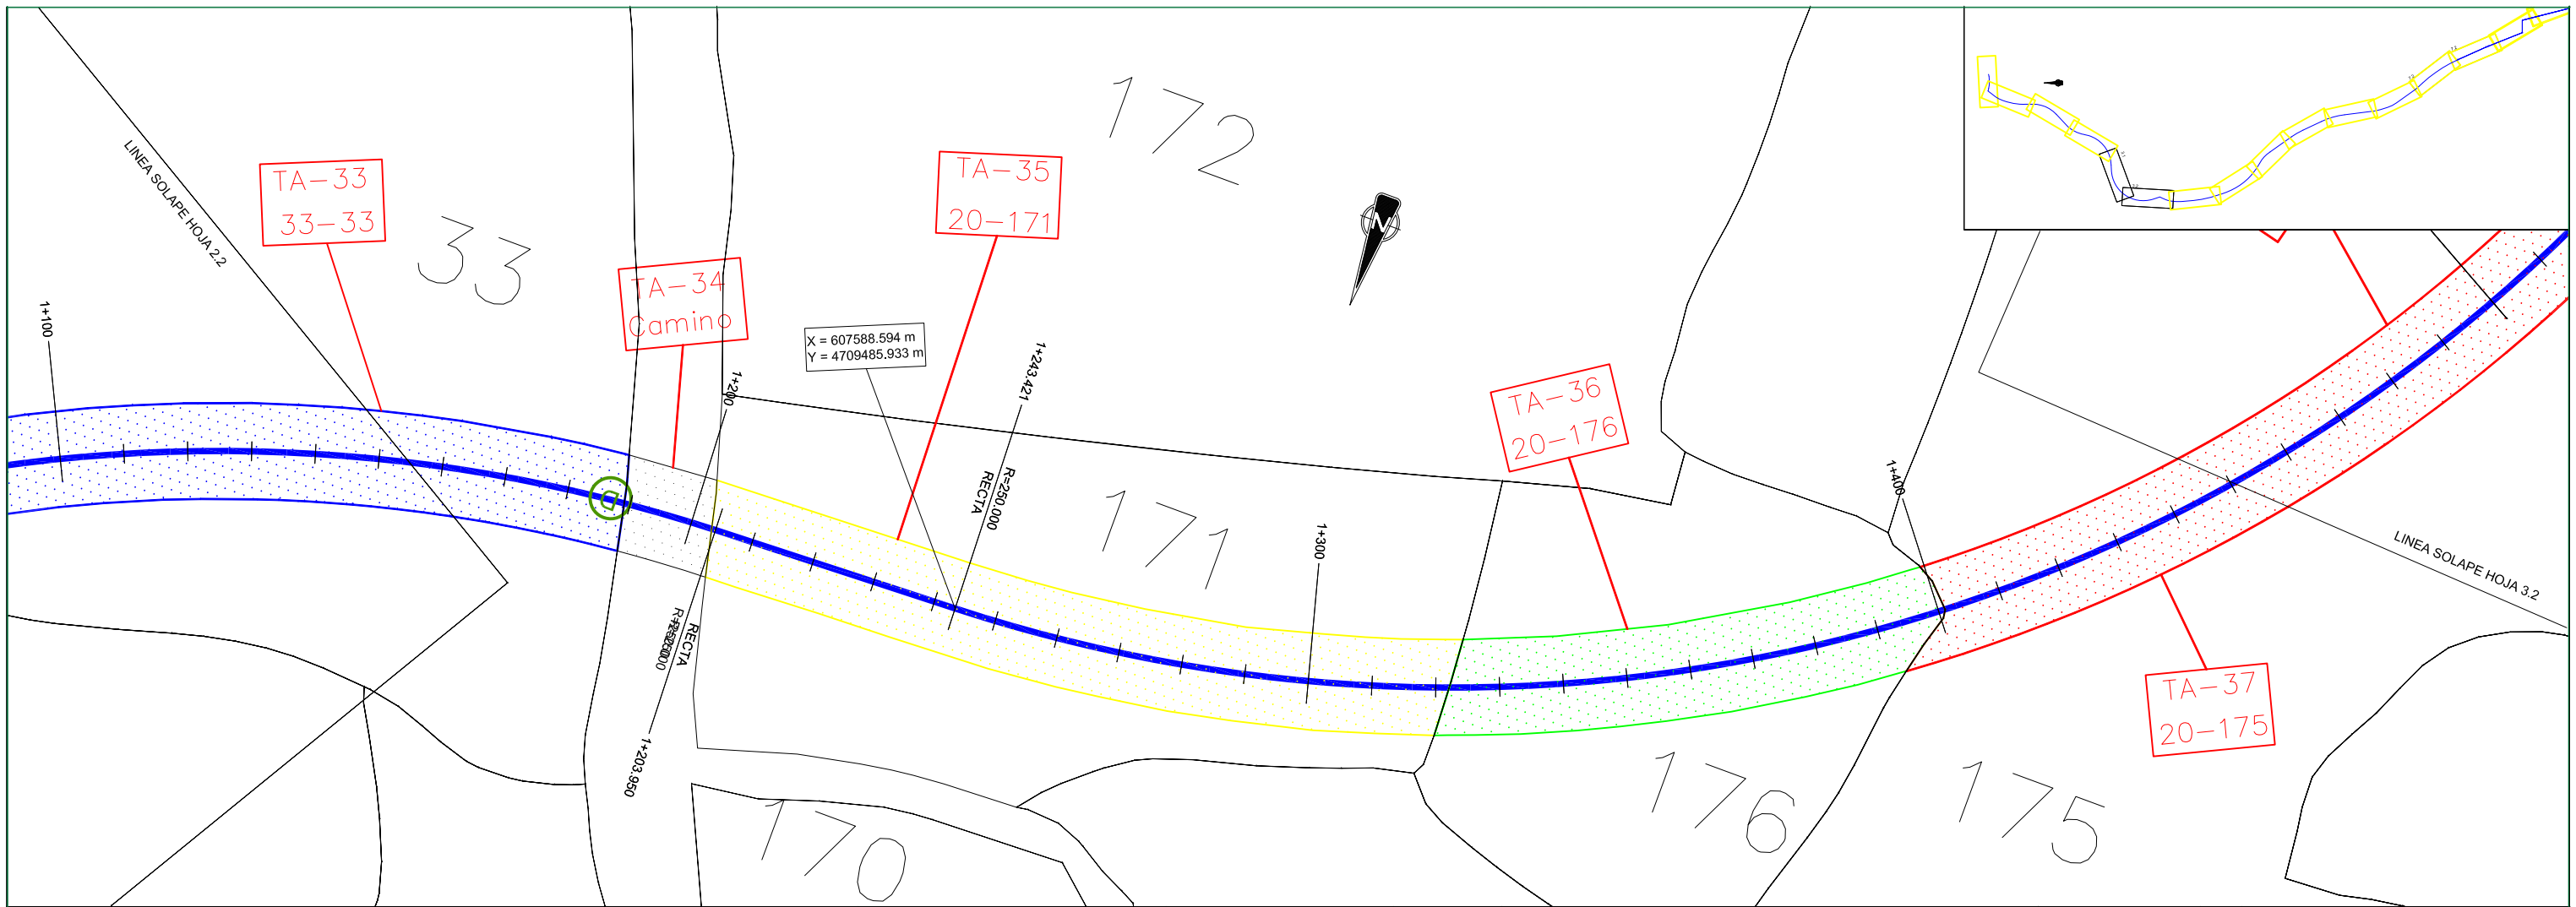 172
LINEA SOLAPE HOJA 2.2
TA-33
33-33
33
TA-35
20-171
N
TA-34
Camino
1+100
X = 607588.594 m
Y = 4709485.933 m
1+200
1+243.421
R=250.000
RECTA
TA-36
20-176
171
1+300
1+400
D
LINEA SOLAPE HOJA 3.2
RECTA
1+203.950
TA-37
20-175
170
176
175